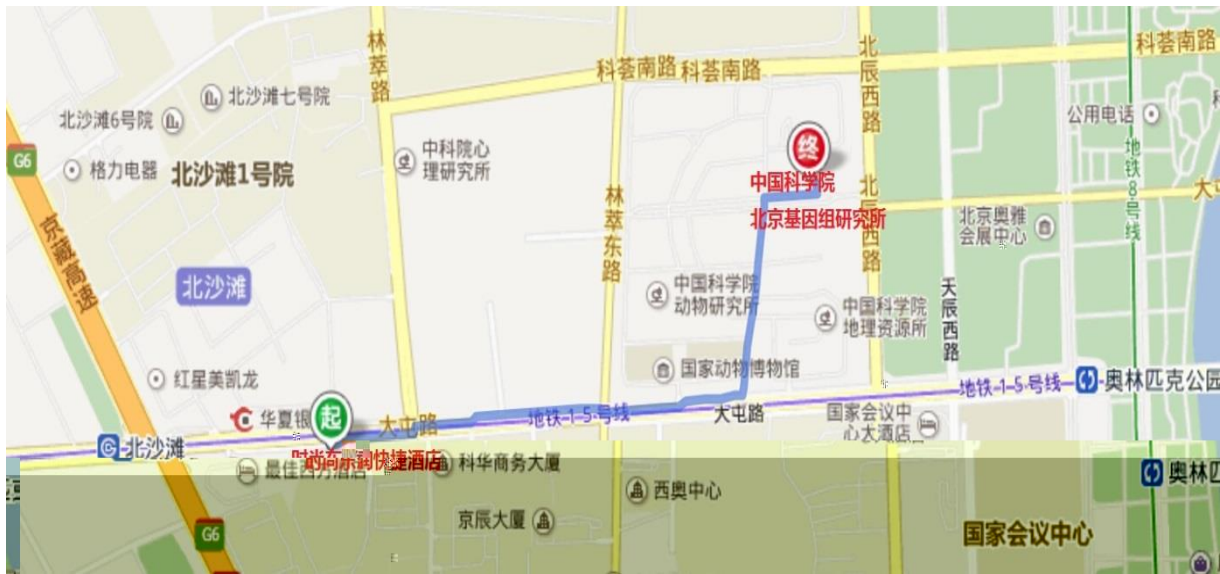 林萃路
科荟南路
科荟南路
北辰西路
科荟南路
北沙滩七号院
北沙滩6号院
公用电话
G6
格力电器
北沙滩1号院
中科院心
理研究所
终
中国科学院
北京基因组研究所
地铁8号线
北辰西路
京藏高速
林萃东路
北京奥雅
会展中心
北沙滩
中国科学院
动物研究所
中国科学院
地理资源所
天辰西路
红星美凯龙
国家动物博物馆
奥林匹克公园
华夏银
起
大屯路
地铁15号线
大屯路
地铁15号线
国家会议中
心大酒店
北沙滩
时尚尚东润快捷酒店
科华商务大厦
最佳西方酒店
西奥中心
奥林匹
京辰大厦
G6
国家会议中心